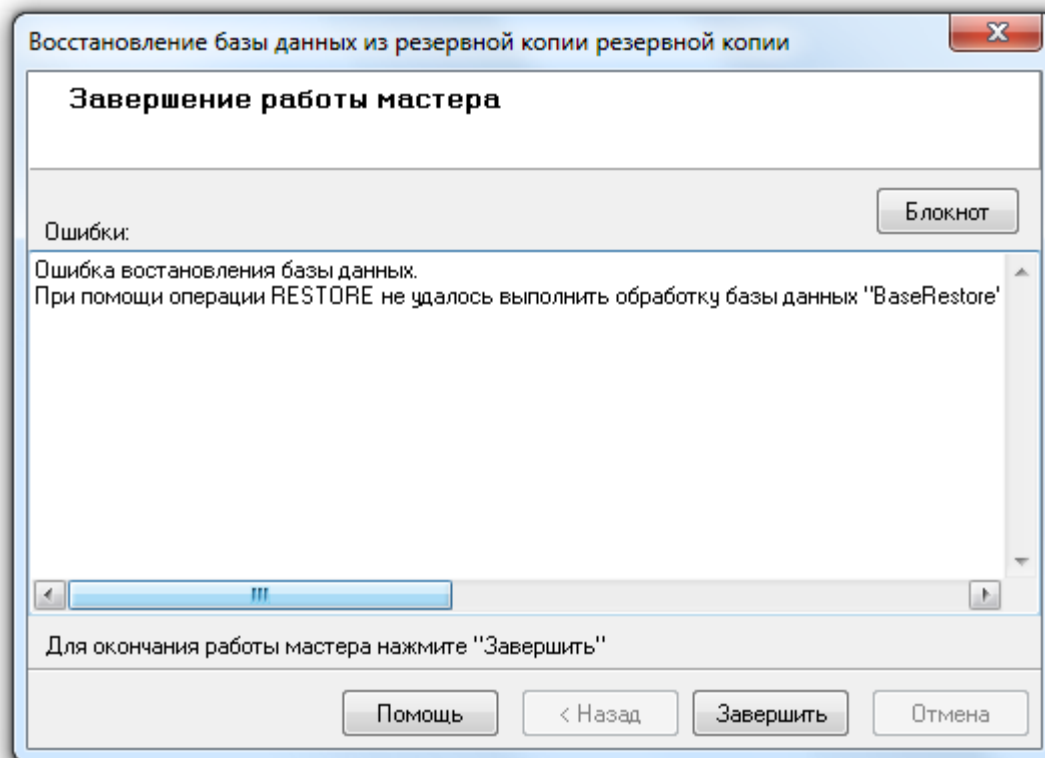 Восстановление базы данных из резервной копии резервной копии
Завершение работы мастера
Блокнот
Ошибки:
Ошибка востановления базы данных.
При помощи операции RESTORE не удалось выполнить обработку базы данных "BaseRestore"
Для окончания работы мастера нажмите "Завершить"
Помощь
< Назад
Завершить
Отмена